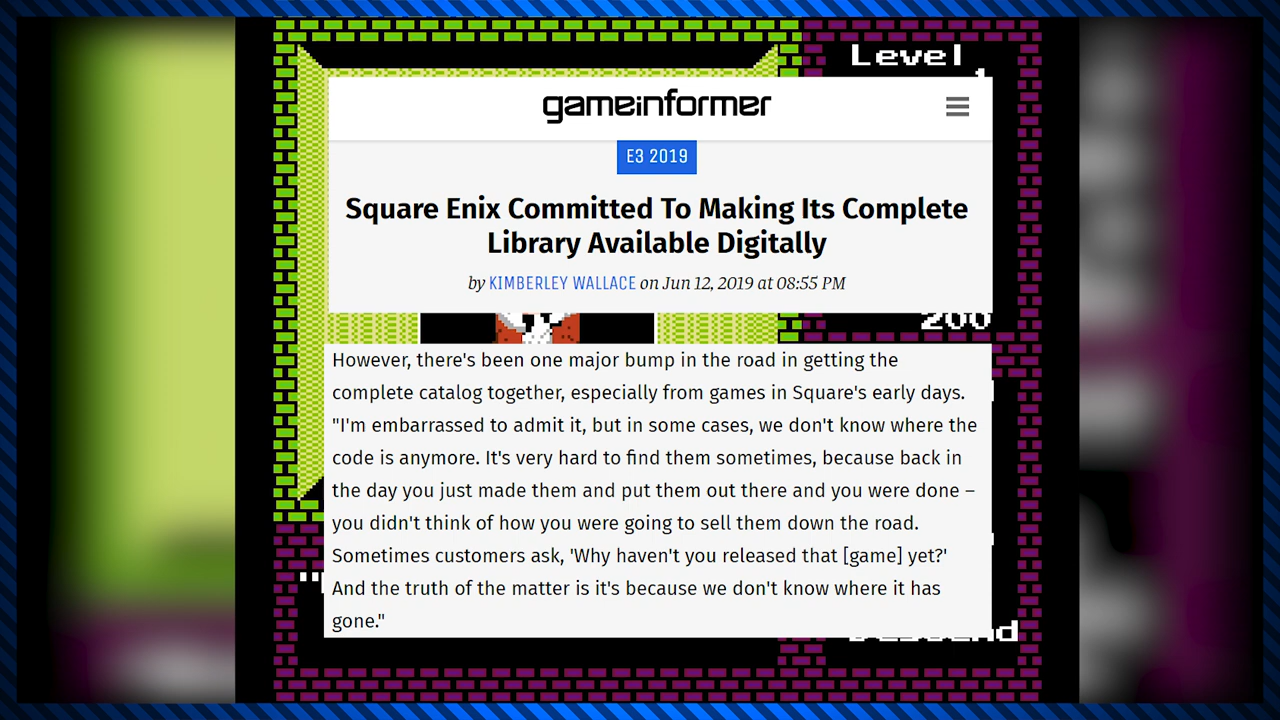 Level
1
gameinformer
E3 2019
Square Enix Committed To Making Its Complete
Library Available Digitally
by KIMBERLEY WALLACE on Jun 12, 2019 at 08:55 PM
200
However, there's been one major bump in the road in getting the
complete catalog together, especially from games in Square's early days.
"I'm embarrassed to admit it, but in some cases, we don't know where the
code is anymore. It's very hard to find them sometimes, because back in
the day you just made them and put them out there and you were done –
you didn't think of how you were going to sell them down the road.
Sometimes customers ask, 'Why haven't you released that [game] yet?'
And the truth of the matter is it's because we don't know where it has
gone."